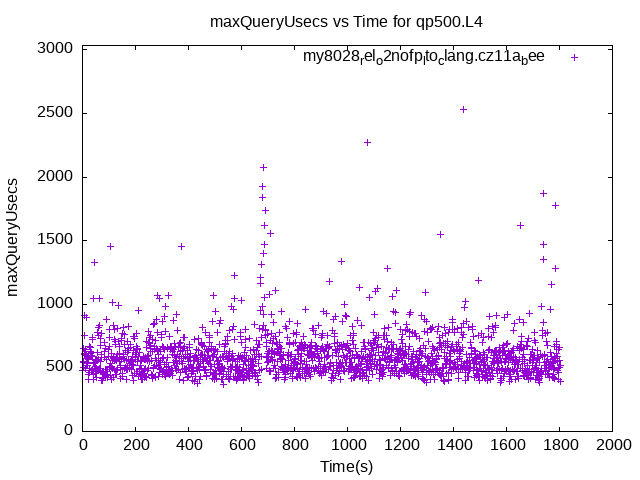 maxQueryUsecs vs Time for qp500.L4
my8028relo2nofpltoclang.cz11abee
3000
2500
2000
1500
1000
500
0
maxQueryUsecs
0 200 400 600 800 1000 1200 1400 1600 1800 2000
Time(s)